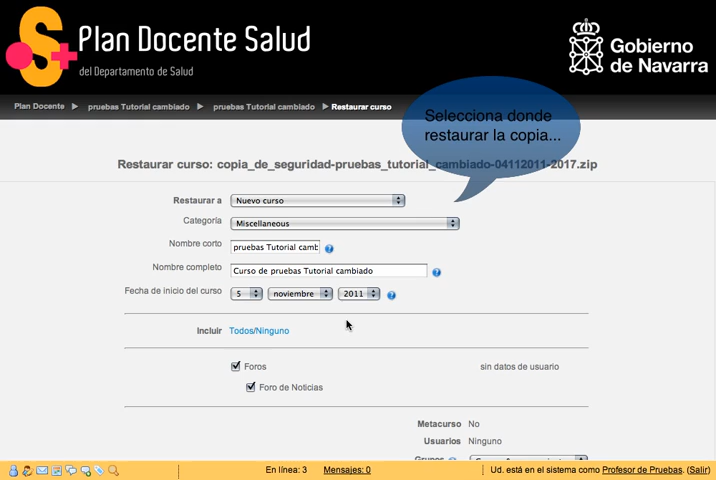 Plan Docente Salud
del Departamento de Salud
Gobierno
de Navarra
Plan Docente ▶ pruebas Tutorial cambiado ▶ pruebas Tutorial cambiado ▶ Restaurar curso
Selecciona donde
restaurar la copia...
Restaurar curso: copia_de_seguridad-pruebas_tutorial_cambiado-04112011-2017.zip
Restaurar a Nuevo curso
Categoría Miscellaneous
Nombre corto pruebas Tutorial camb
Nombre completo Curso de pruebas Tutorial cambiado
Fecha de inicio del curso 5 noviembre 2011
Incluir Todos/Ninguno
Foros sin datos de usuario
Foro de Noticias
Metacurso No
Usuarios Ninguno
Grupos
En línea: 3 Mensajes: 0 Ud. está en el sistema como Profesor de Pruebas. (Salir)